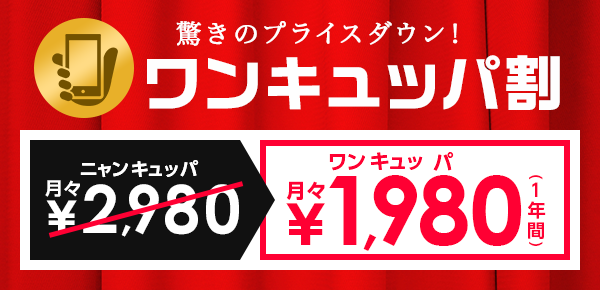 驚きのプライスダウン！
ワンキュッパ割
ニャンキュッパ
月々
¥2,980
ワンキュッパ
月々
¥1,980
(1年間)